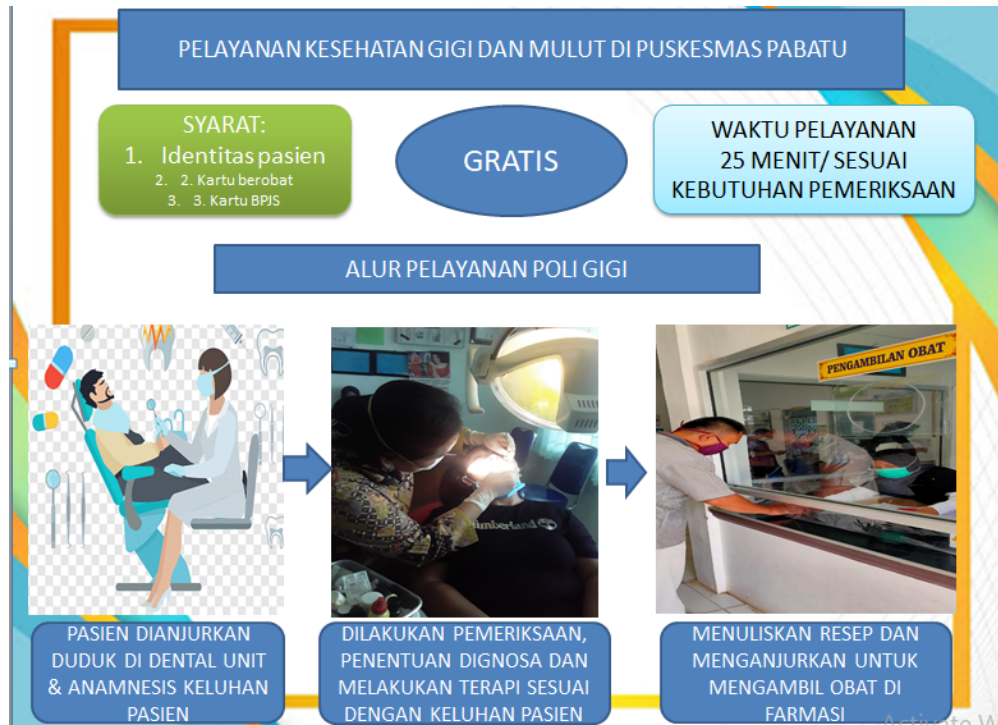 PELAYANAN KESEHATAN GIGI DAN MULUT DI PUSKESMAS PABATU
SYARAT:
1. Identitas pasien
2. 2. Kartu berobat
3. 3. Kartu BPJS
GRATIS
WAKTU PELAYANAN
25 MENIT/ SESUAI
KEBUTUHAN PEMERIKSAAN
ALUR PELAYANAN POLI GIGI
PENGAMBILAN OBAT
PASIEN DIANJURKAN
DUDUK DI DENTAL UNIT
& ANAMNESIS KELUHAN
PASIEN
DILAKUKAN PEMERIKSAAN,
PENENTUAN DIGNOSA DAN
MELAKUKAN TERAPI SESUAI
DENGAN KELUHAN PASIEN
MENULISKAN RESEP DAN
MENGANJURKAN UNTUK
MENGAMBIL OBAT DI
FARMASI